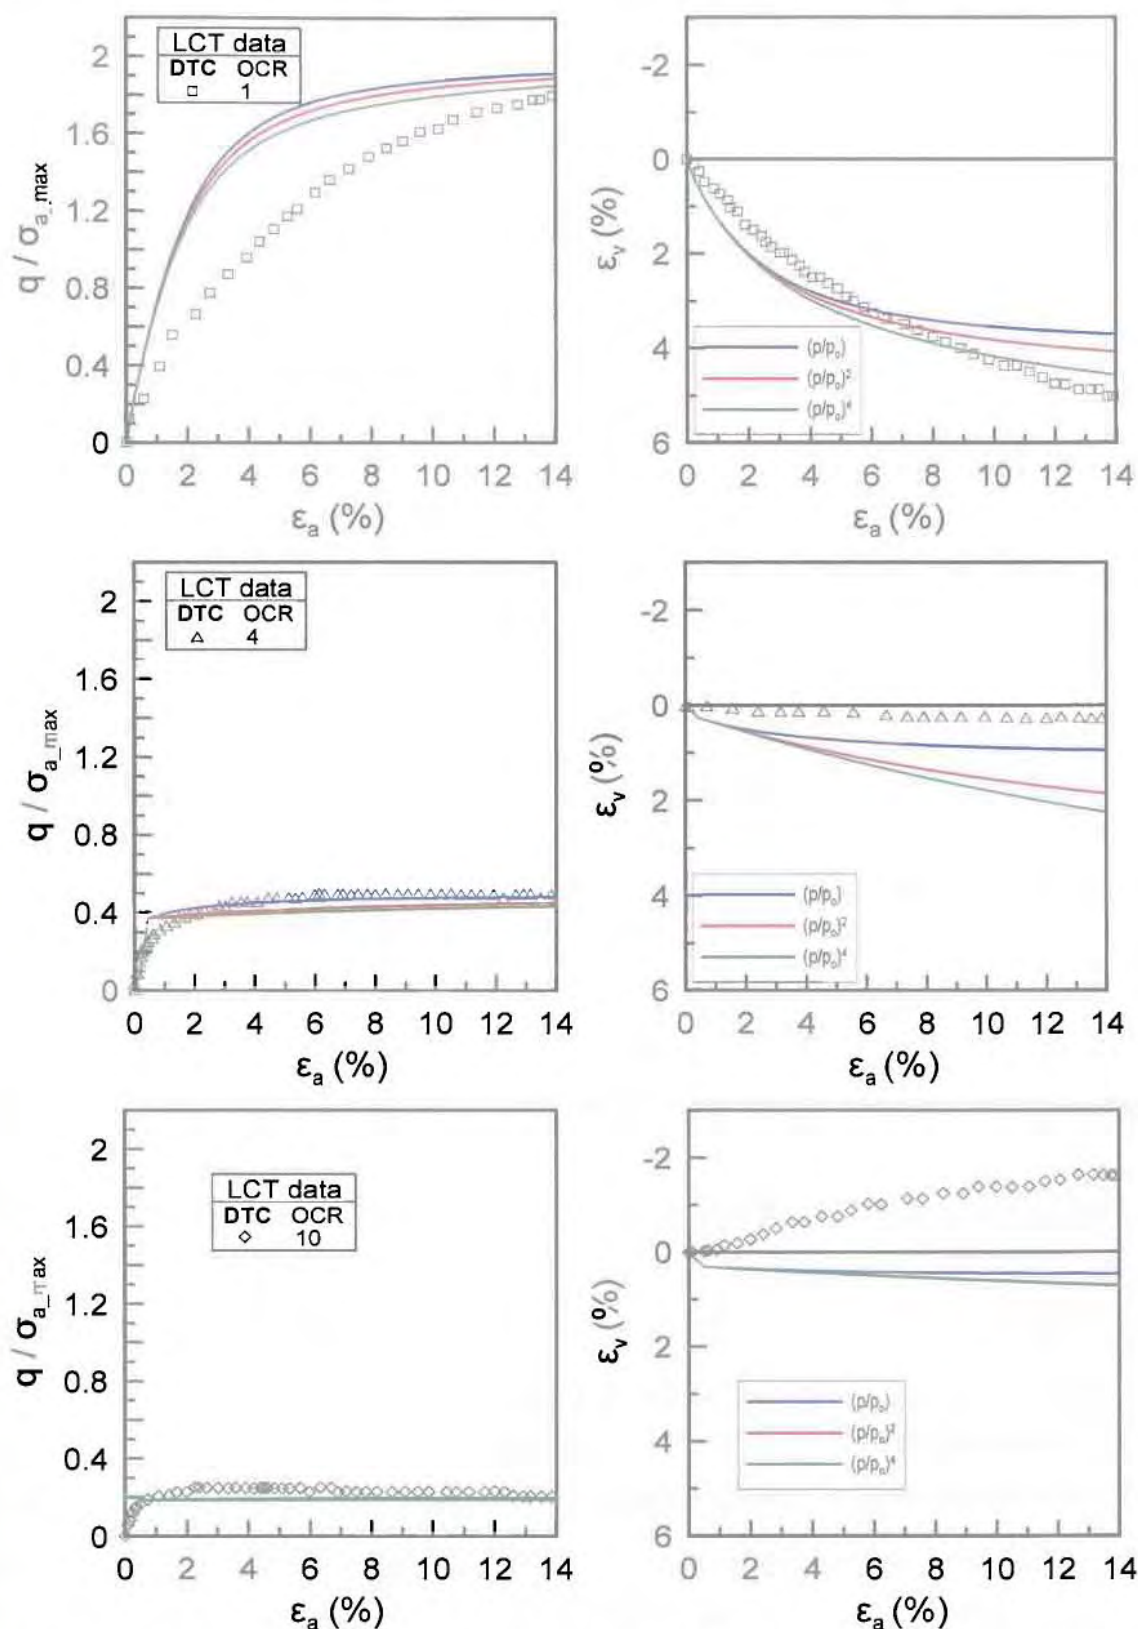 LCT data
DTC OCR
1
2
1.6
1.2
0.8
0.4
0
q / σa_max
0 2 4 6 8 10 12 14
εa (%)
-2
0
2
4
6
εv (%)
(p/po)
(p/po)²
(p/po)⁴
0 2 4 6 8 10 12 14
εa (%)
LCT data
DTC OCR
4
2
1.6
1.2
0.8
0.4
0
q / σa_max
0 2 4 6 8 10 12 14
εa (%)
-2
0
2
4
6
εv (%)
(p/po)
(p/po)²
(p/po)⁴
0 2 4 6 8 10 12 14
εa (%)
LCT data
DTC OCR
10
2
1.6
1.2
0.8
0.4
0
q / σa_max
0 2 4 6 8 10 12 14
εa (%)
-2
0
2
4
6
εv (%)
(p/po)
(p/po)²
(p/po)⁴
0 2 4 6 8 10 12 14
εa (%)